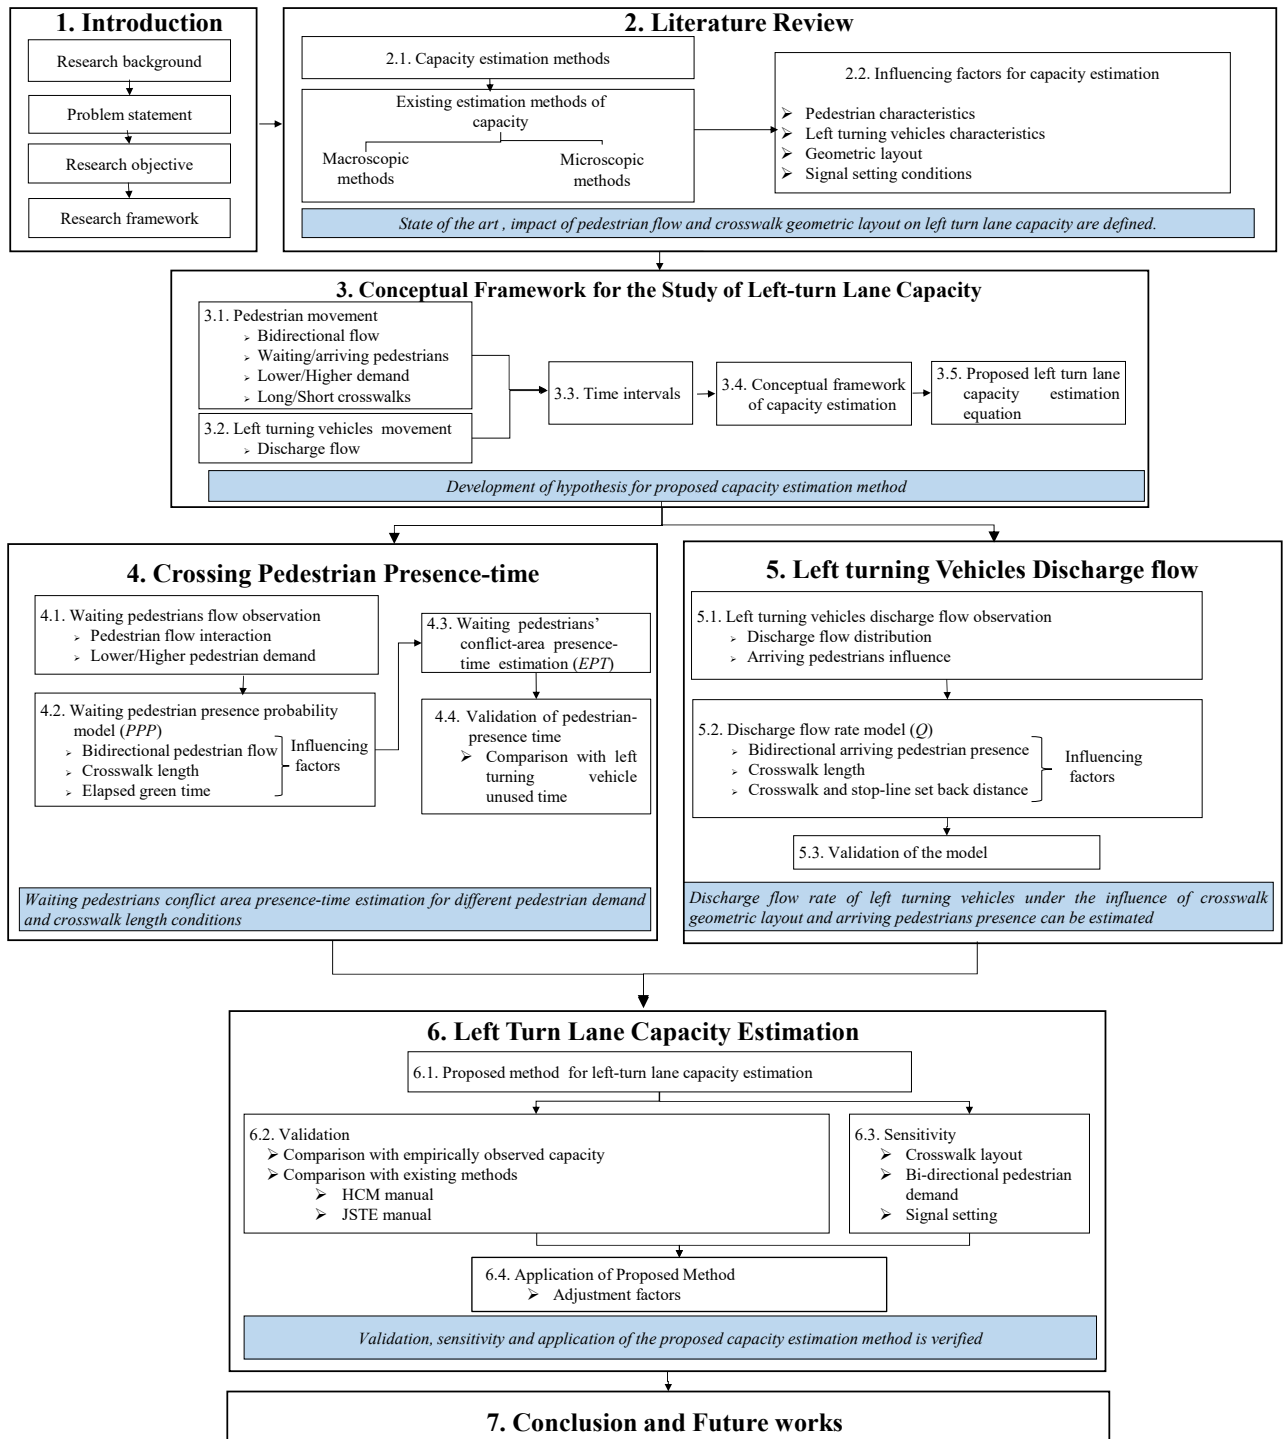 1. Introduction
Research background
Problem statement
Research objective
Research framework
2. Literature Review
2.1. Capacity estimation methods
Existing estimation methods of
capacity
Macroscopic
methods
Microscopic
methods
2.2. Influencing factors for capacity estimation
➢ Pedestrian characteristics
➢ Left turning vehicles characteristics
➢ Geometric layout
➢ Signal setting conditions
State of the art , impact of pedestrian flow and crosswalk geometric layout on left turn lane capacity are defined.
3. Conceptual Framework for the Study of Left-turn Lane Capacity
3.1. Pedestrian movement
➢ Bidirectional flow
➢ Waiting/arriving pedestrians
➢ Lower/Higher demand
➢ Long/Short crosswalks
3.2. Left turning vehicles movement
➢ Discharge flow
3.3. Time intervals
3.4. Conceptual framework
of capacity estimation
3.5. Proposed left turn lane
capacity estimation
equation
Development of hypothesis for proposed capacity estimation method
4. Crossing Pedestrian Presence-time
4.1. Waiting pedestrians flow observation
➢ Pedestrian flow interaction
➢ Lower/Higher pedestrian demand
4.2. Waiting pedestrian presence probability
model (PPP)
➢ Bidirectional pedestrian flow
➢ Crosswalk length
➢ Elapsed green time
Influencing
factors
4.3. Waiting pedestrians’
conflict-area presence-
time estimation (EPT)
4.4. Validation of pedestrian-
presence time
➢ Comparison with left
turning vehicle
unused time
Waiting pedestrians conflict area presence-time estimation for different pedestrian demand
and crosswalk length conditions
5. Left turning Vehicles Discharge flow
5.1. Left turning vehicles discharge flow observation
➢ Discharge flow distribution
➢ Arriving pedestrians influence
5.2. Discharge flow rate model (Q)
➢ Bidirectional arriving pedestrian presence
➢ Crosswalk length
➢ Crosswalk and stop-line set back distance
Influencing
factors
5.3. Validation of the model
Discharge flow rate of left turning vehicles under the influence of crosswalk
geometric layout and arriving pedestrians presence can be estimated
6. Left Turn Lane Capacity Estimation
6.1. Proposed method for left-turn lane capacity estimation
6.2. Validation
➢ Comparison with empirically observed capacity
➢ Comparison with existing methods
➢ HCM manual
➢ JSTE manual
6.3. Sensitivity
➢ Crosswalk layout
➢ Bi-directional pedestrian
demand
➢ Signal setting
6.4. Application of Proposed Method
➢ Adjustment factors
Validation, sensitivity and application of the proposed capacity estimation method is verified
7. Conclusion and Future works